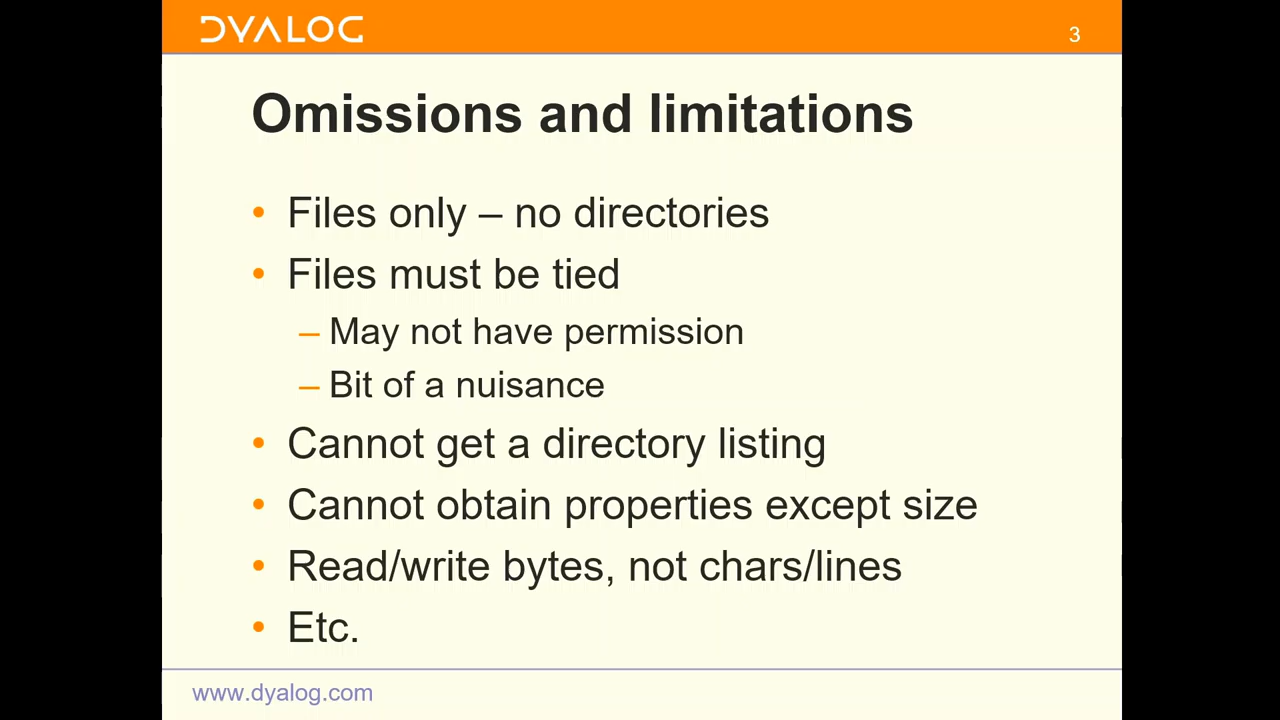 DYALOG
3
Omissions and limitations
• Files only – no directories
• Files must be tied
– May not have permission
– Bit of a nuisance
• Cannot get a directory listing
• Cannot obtain properties except size
• Read/write bytes, not chars/lines
• Etc.
www.dyalog.com